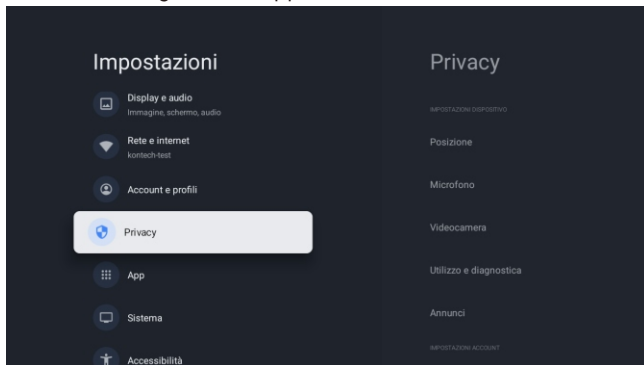 Impostazioni
Display e audio
Immagine, schermo, audio
Rete e internet
kontech-test
Account e profili
Privacy
App
Sistema
Accessibilità
Privacy
IMPOSTAZIONI DISPOSITIVO
Posizione
Microfono
Videocamera
Utilizzo e diagnostica
Annunci
IMPOSTAZIONI ACCOUNT